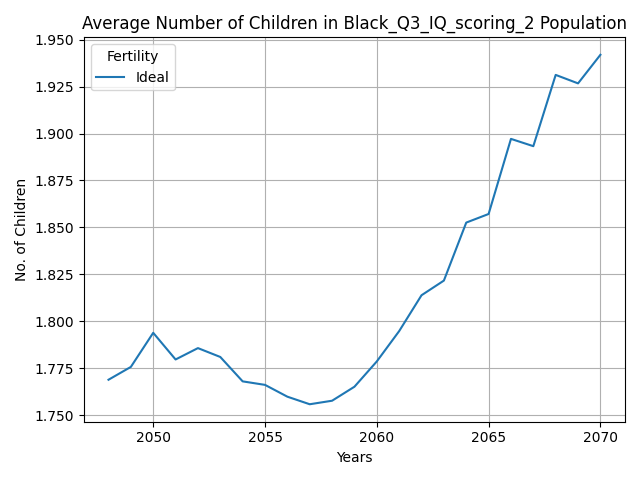 Average Number of Children in Black_Q3_IQ_scoring_2 Population
Fertility
Ideal
No. of Children
1.950
1.925
1.900
1.875
1.850
1.825
1.800
1.775
1.750
2050
2055
2060
2065
2070
Years